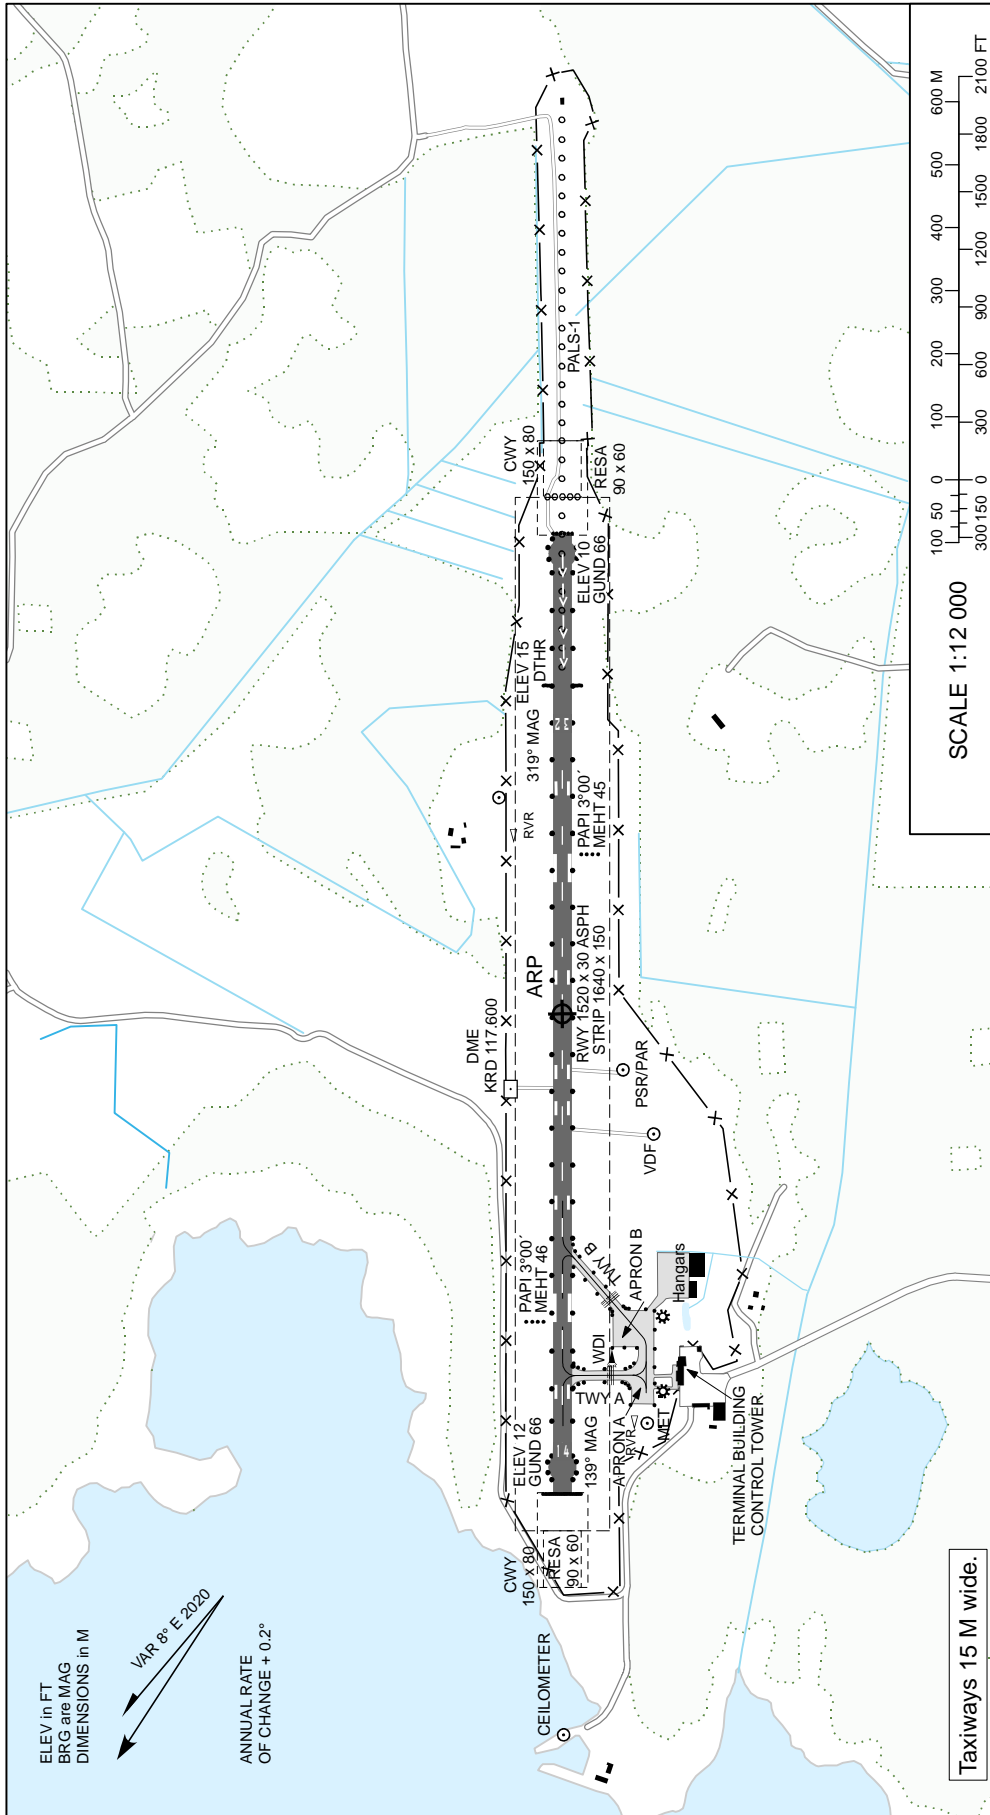 ELEV in FT
BRG are MAG
DIMENSIONS in M
VAR 8° E 2020
ANNUAL RATE
OF CHANGE + 0.2°
CEILOMETER
CWY
150 x 80
RESA
90 x 60
ELEV 12
GUND 66
14
139° MAG
PAPI 3°00´
MEHT 46
TWY A
TWY B
WDI
APRON A
APRON B
RVR
MET
Hangars
TERMINAL BUILDING
CONTROL TOWER
VDF
PSR/PAR
DME
KRD 117.600
ARP
RWY 1520 x 30 ASPH
STRIP 1640 x 150
PAPI 3°00´
MEHT 45
RVR
319° MAG
32
ELEV 15
DTHR
ELEV 10
GUND 66
CWY
150 x 80
RESA
90 x 60
PALS-1
Taxiways 15 M wide.
SCALE 1:12 000
100 50 0 100 200 300 400 500 600 M
300 150 0 300 600 900 1200 1500 1800 2100 FT